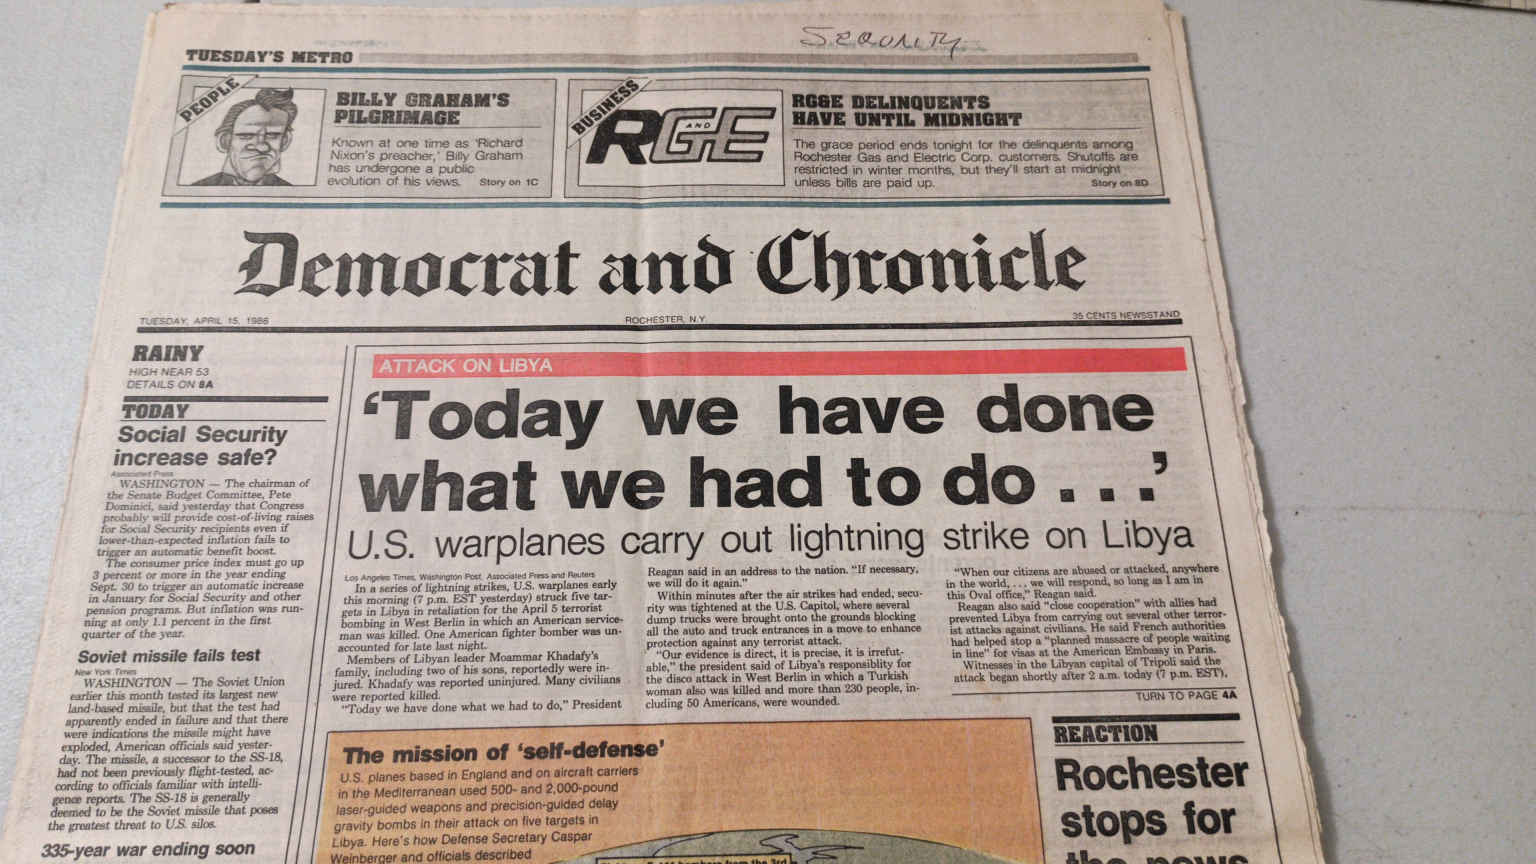 SEQUNITY
TUESDAY'S METRO
PEOPLE
BILLY GRAHAM'S
PILGRIMAGE
Known at one time as 'Richard
Nixon's preacher,' Billy Graham
has undergone a public
evolution of his views. Story on 1C
BUSINESS
R G AND E
RG&E DELINQUENTS
HAVE UNTIL MIDNIGHT
The grace period ends tonight for the delinquents among
Rochester Gas and Electric Corp. customers. Shutoffs are
restricted in winter months, but they'll start at midnight
unless bills are paid up. Story on 8D
Democrat and Chronicle
TUESDAY, APRIL 15, 1986
ROCHESTER, N.Y.
35 CENTS NEWSSTAND
RAINY
HIGH NEAR 53
DETAILS ON 8A
TODAY
Social Security
increase safe?
Associated Press
WASHINGTON — The chairman of
the Senate Budget Committee, Pete
Dominici, said yesterday that Congress
probably will provide cost-of-living raises
for Social Security recipients even if
lower-than-expected inflation fails to
trigger an automatic benefit boost.
The consumer price index must go up
3 percent or more in the year ending
Sept. 30 to trigger an automatic increase
in January for Social Security and other
pension programs. But inflation was run-
ning at only 1.1 percent in the first
quarter of the year.
Soviet missile fails test
New York Times
WASHINGTON — The Soviet Union
earlier this month tested its largest new
land-based missile, but that the test had
apparently ended in failure and that there
were indications the missile might have
exploded, American officials said yester-
day. The missile, a successor to the SS-18,
had not been previously flight-tested, ac-
cording to officials familiar with intelli-
gence reports. The SS-18 is generally
deemed to be the Soviet missile that poses
the greatest threat to U.S. silos.
335-year war ending soon
ATTACK ON LIBYA
'Today we have done
what we had to do . . .'
U.S. warplanes carry out lightning strike on Libya
Los Angeles Times, Washington Post, Associated Press and Reuters
In a series of lightning strikes, U.S. warplanes early
this morning (7 p.m. EST yesterday) struck five tar-
gets in Libya in retaliation for the April 5 terrorist
bombing in West Berlin in which an American service-
man was killed. One American fighter bomber was un-
accounted for late last night.
Members of Libyan leader Moammar Khadafy's
family, including two of his sons, reportedly were in-
jured. Khadafy was reported uninjured. Many civilians
were reported killed.
"Today we have done what we had to do," President
Reagan said in an address to the nation. "If necessary,
we will do it again."
Within minutes after the air strikes had ended, secu-
rity was tightened at the U.S. Capitol, where several
dump trucks were brought onto the grounds blocking
all the auto and truck entrances in a move to enhance
protection against any terrorist attack.
"Our evidence is direct, it is precise, it is irrefut-
able," the president said of Libya's responsiblity for
the disco attack in West Berlin in which a Turkish
woman also was killed and more than 230 people, in-
cluding 50 Americans, were wounded.
"When our citizens are abused or attacked, anywhere
in the world, . . . we will respond, so long as I am in
this Oval office," Reagan said.
Reagan also said "close cooperation" with allies had
prevented Libya from carrying out several other terror-
ist attacks against civilians. He said French authorities
had helped stop a "planned massacre of people waiting
in line" for visas at the American Embassy in Paris.
Witnesses in the Libyan capital of Tripoli said the
attack began shortly after 2 a.m. today (7 p.m. EST),
TURN TO PAGE 4A
The mission of 'self-defense'
U.S. planes based in England and on aircraft carriers
in the Mediterranean used 500- and 2,000-pound
laser-guided weapons and precision-guided delay
gravity bombs in their attack on five targets in
Libya. Here's how Defense Secretary Caspar
Weinberger and officials described
bombers from the 3rd
REACTION
Rochester
stops for
the news